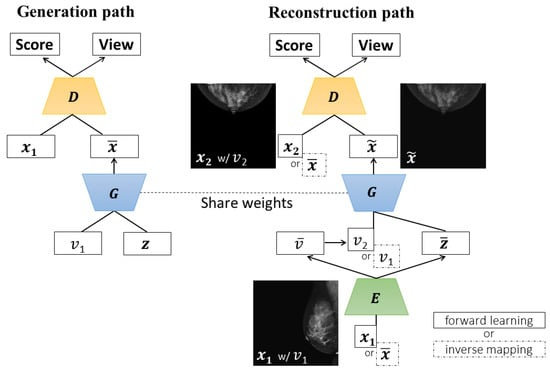 Generation path
Reconstruction path
Score
View
Score
View
D
D
x₁
x̅
x₂ w/ v₂
x₂
or
x̅
x̃
x̃
G
Share weights
G
v₁
z
v̄
v₂
or
v₁
z̅
E
x₁ w/ v₁
x₁
or
x̅
forward learning
or
inverse mapping